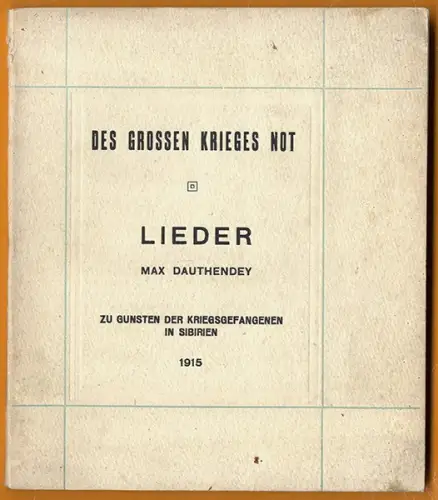 DES GROSSEN KRIEGES NOT
LIEDER
MAX DAUTHENDEY
ZU GUNSTEN DER KRIEGSGEFANGENEN
IN SIBIRIEN
1915